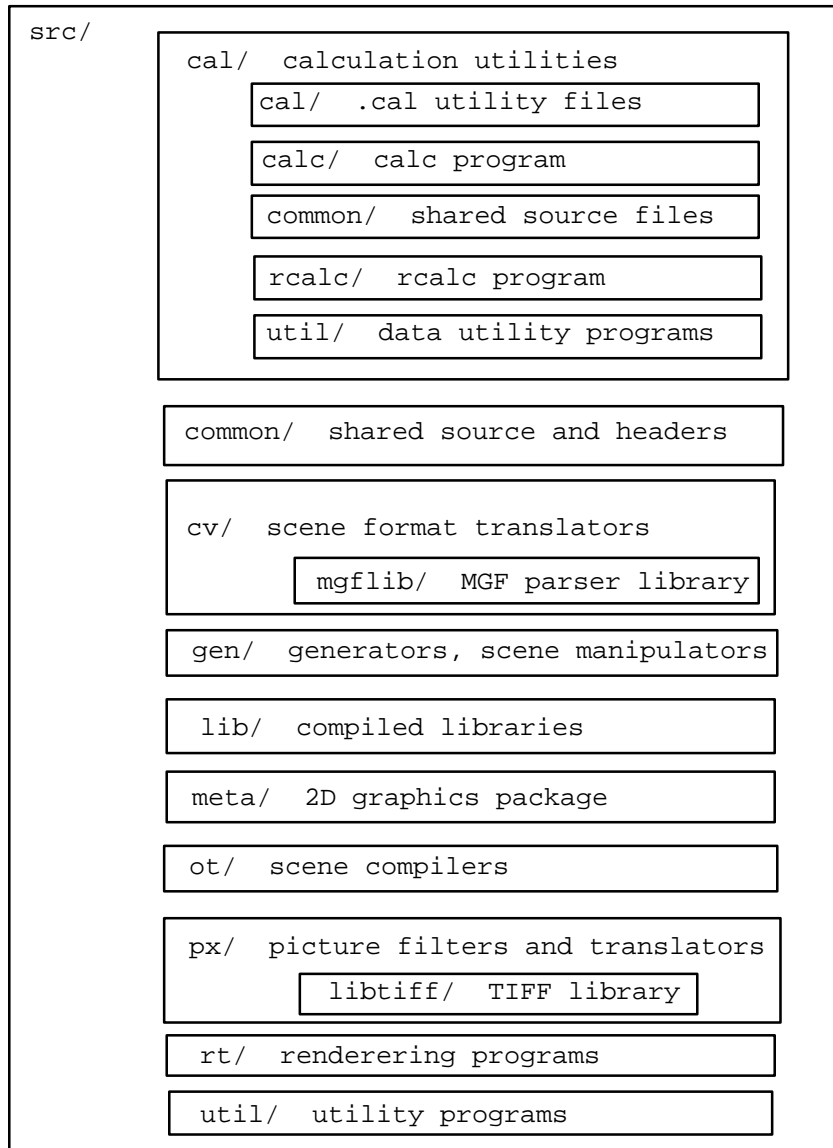 src/
cal/ calculation utilities
cal/ .cal utility files
calc/ calc program
common/ shared source files
rcalc/ rcalc program
util/ data utility programs
common/ shared source and headers
cv/ scene format translators
mgflib/ MGF parser library
gen/ generators, scene manipulators
lib/ compiled libraries
meta/ 2D graphics package
ot/ scene compilers
px/ picture filters and translators
libtiff/ TIFF library
rt/ renderering programs
util/ utility programs